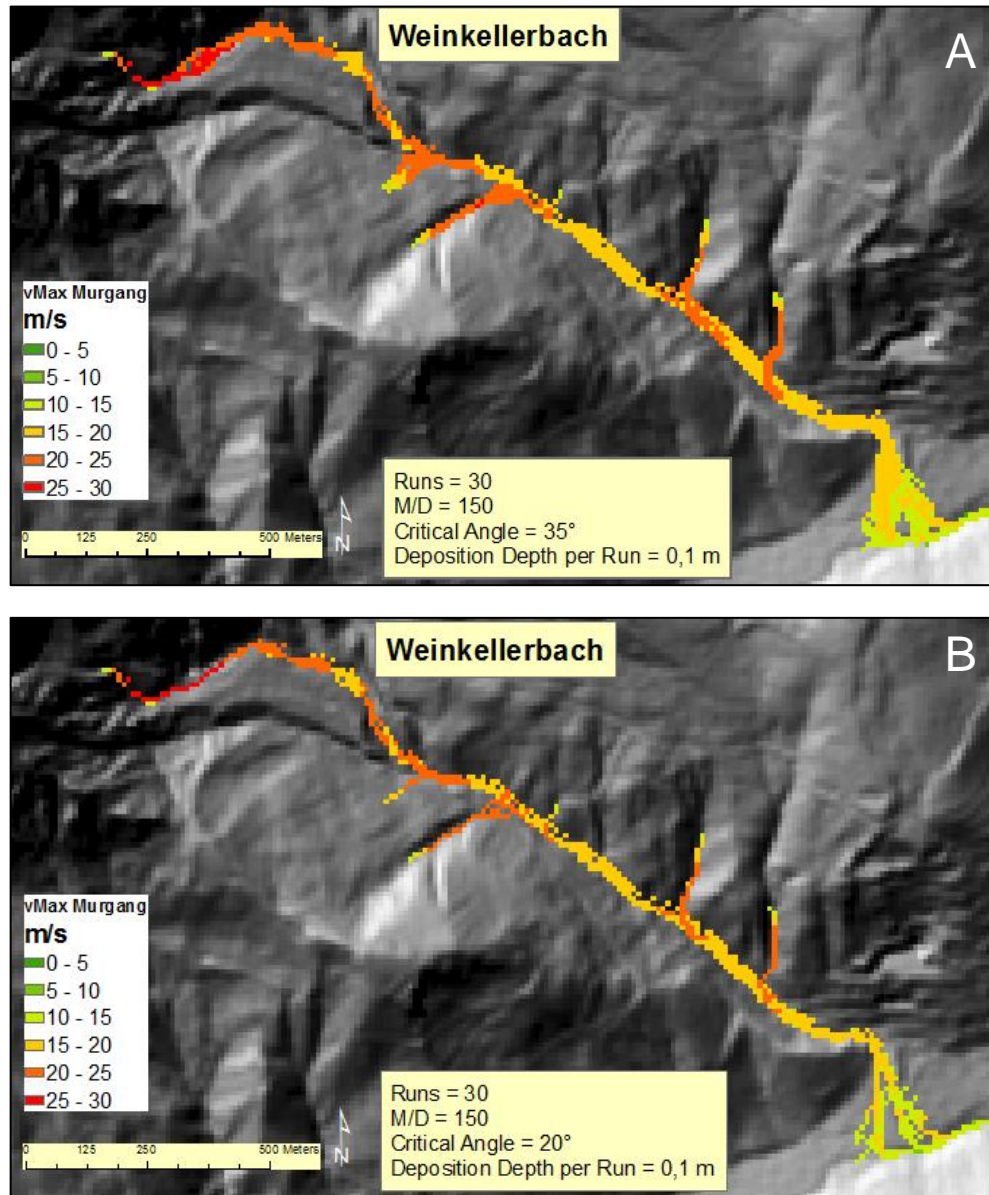 Weinkellerbach
A
vMax Murgang
m/s
0 - 5
5 - 10
10 - 15
15 - 20
20 - 25
25 - 30
0 125 250 500 Meters
N
Runs = 30
M/D = 150
Critical Angle = 35°
Deposition Depth per Run = 0,1 m
Weinkellerbach
B
vMax Murgang
m/s
0 - 5
5 - 10
10 - 15
15 - 20
20 - 25
25 - 30
0 125 250 500 Meters
N
Runs = 30
M/D = 150
Critical Angle = 20°
Deposition Depth per Run = 0,1 m